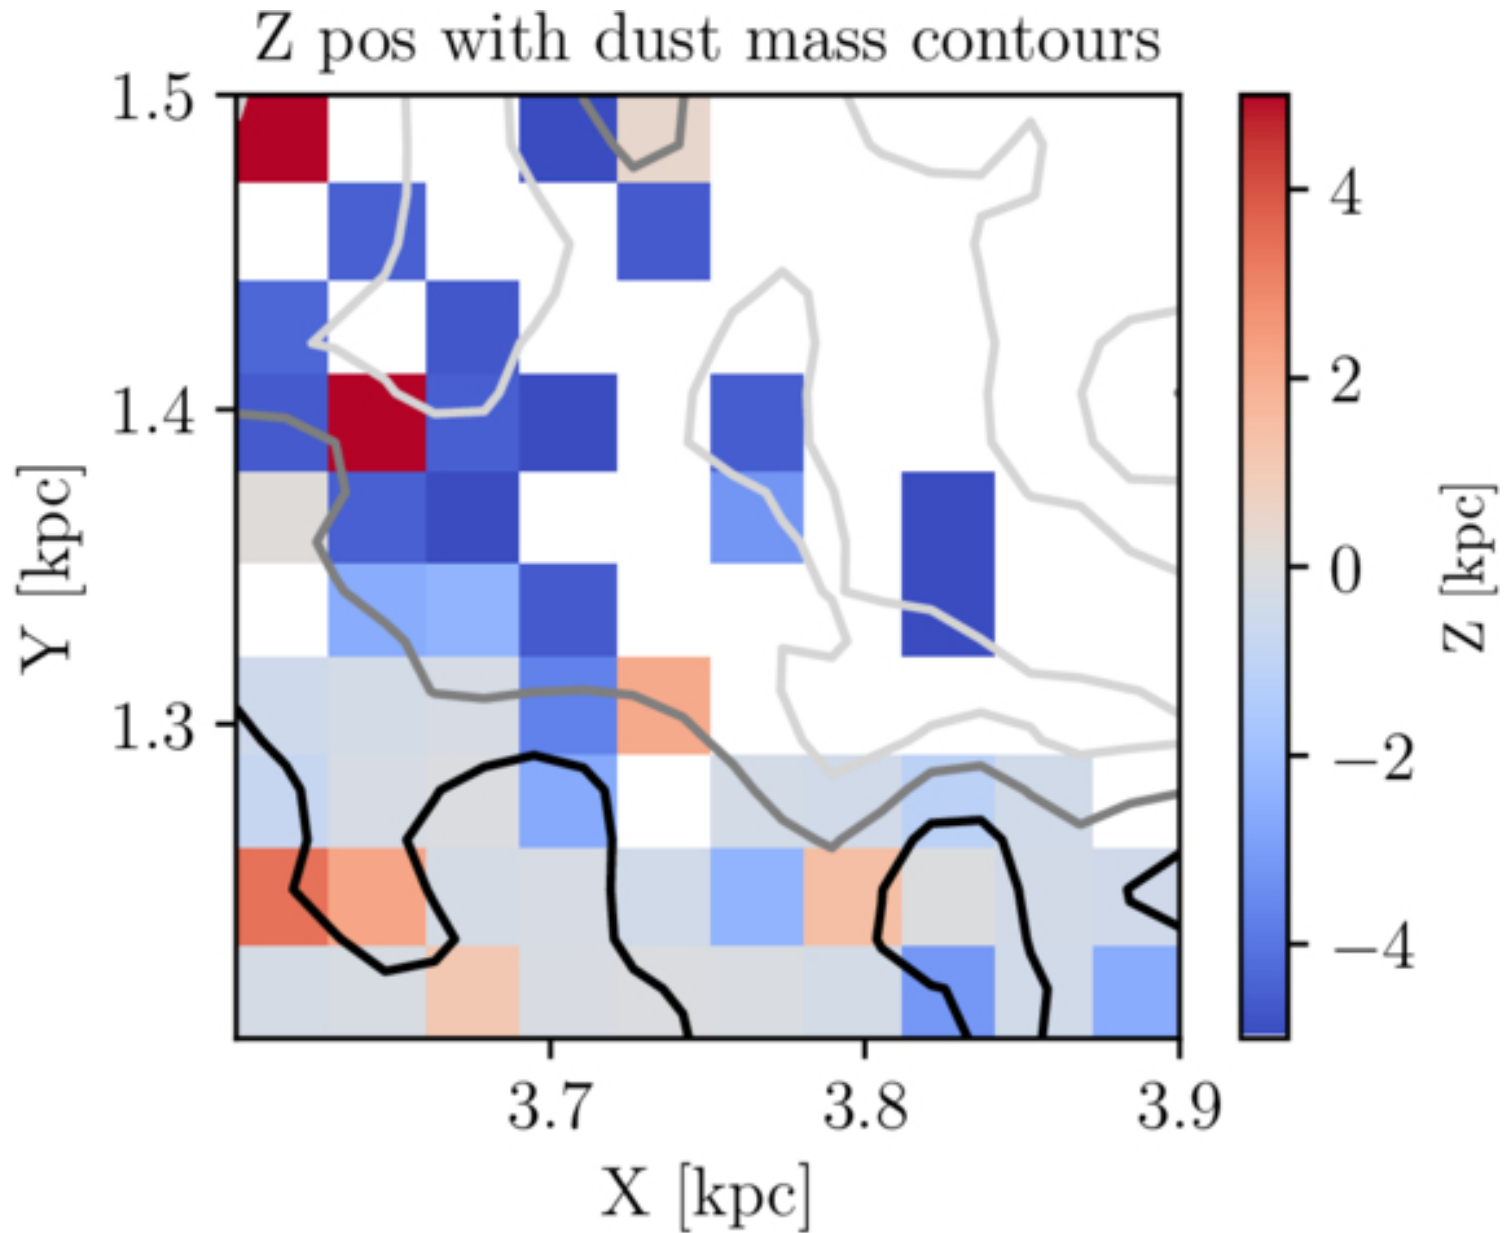 Z pos with dust mass contours
1.5
1.4
1.3
Y [kpc]
3.7
3.8
3.9
X [kpc]
4
2
0
−2
−4
Z [kpc]